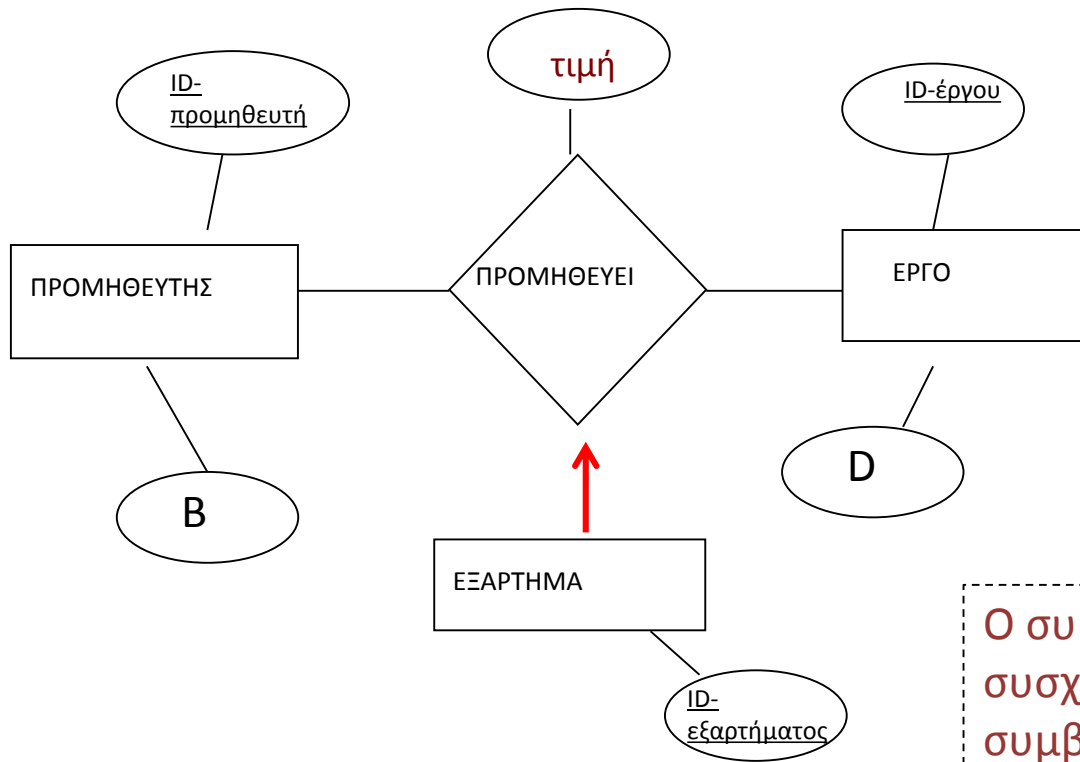 τιμή
ID-
προμηθευτή
ID-έργου
ΠΡΟΜΗΘΕΥΤΗΣ
ΠΡΟΜΗΘΕΥΕΙ
ΕΡΓΟ
B
D
ΕΞΑΡΤΗΜΑ
ID-
εξαρτήματος
Ο συ
συσχ
συμβ